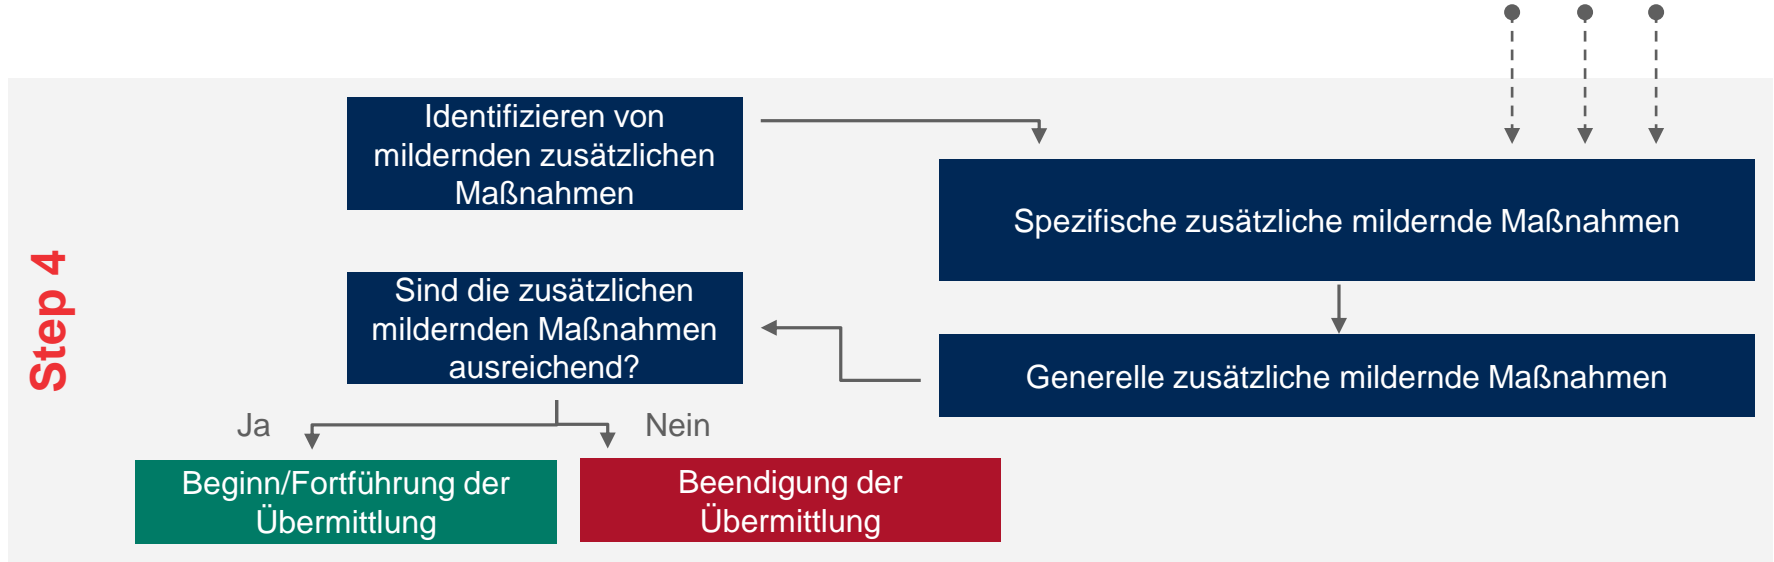 Step 4
Identifizieren von
mildernden zusätzlichen
Maßnahmen
Spezifische zusätzliche mildernde Maßnahmen
Generelle zusätzliche mildernde Maßnahmen
Sind die zusätzlichen
mildernden Maßnahmen
ausreichend?
Ja
Nein
Beginn/Fortführung der
Übermittlung
Beendigung der
Übermittlung